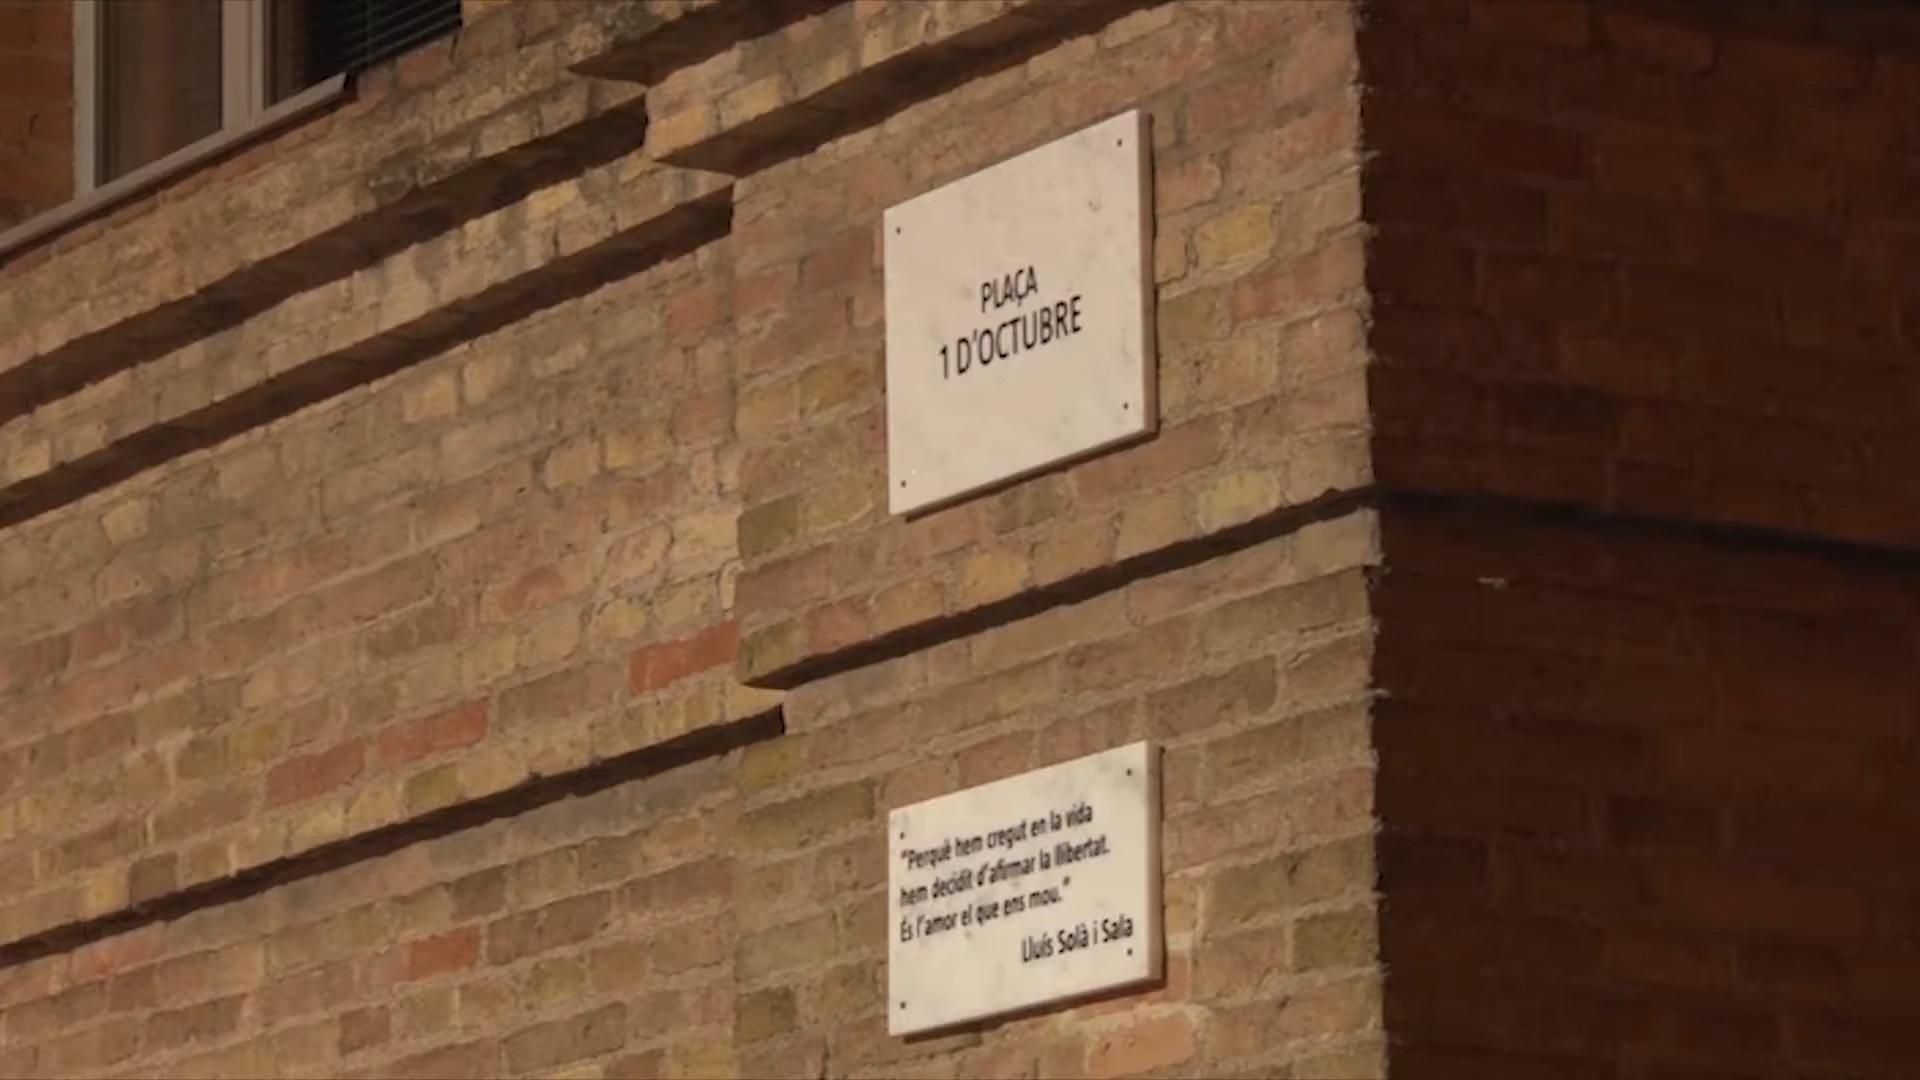 PLAÇA
1 D'OCTUBRE
"Perquè hem cregut en la vida
hem decidit d'afirmar la llibertat.
És l'amor el que ens mou."
Lluís Solà i Sala